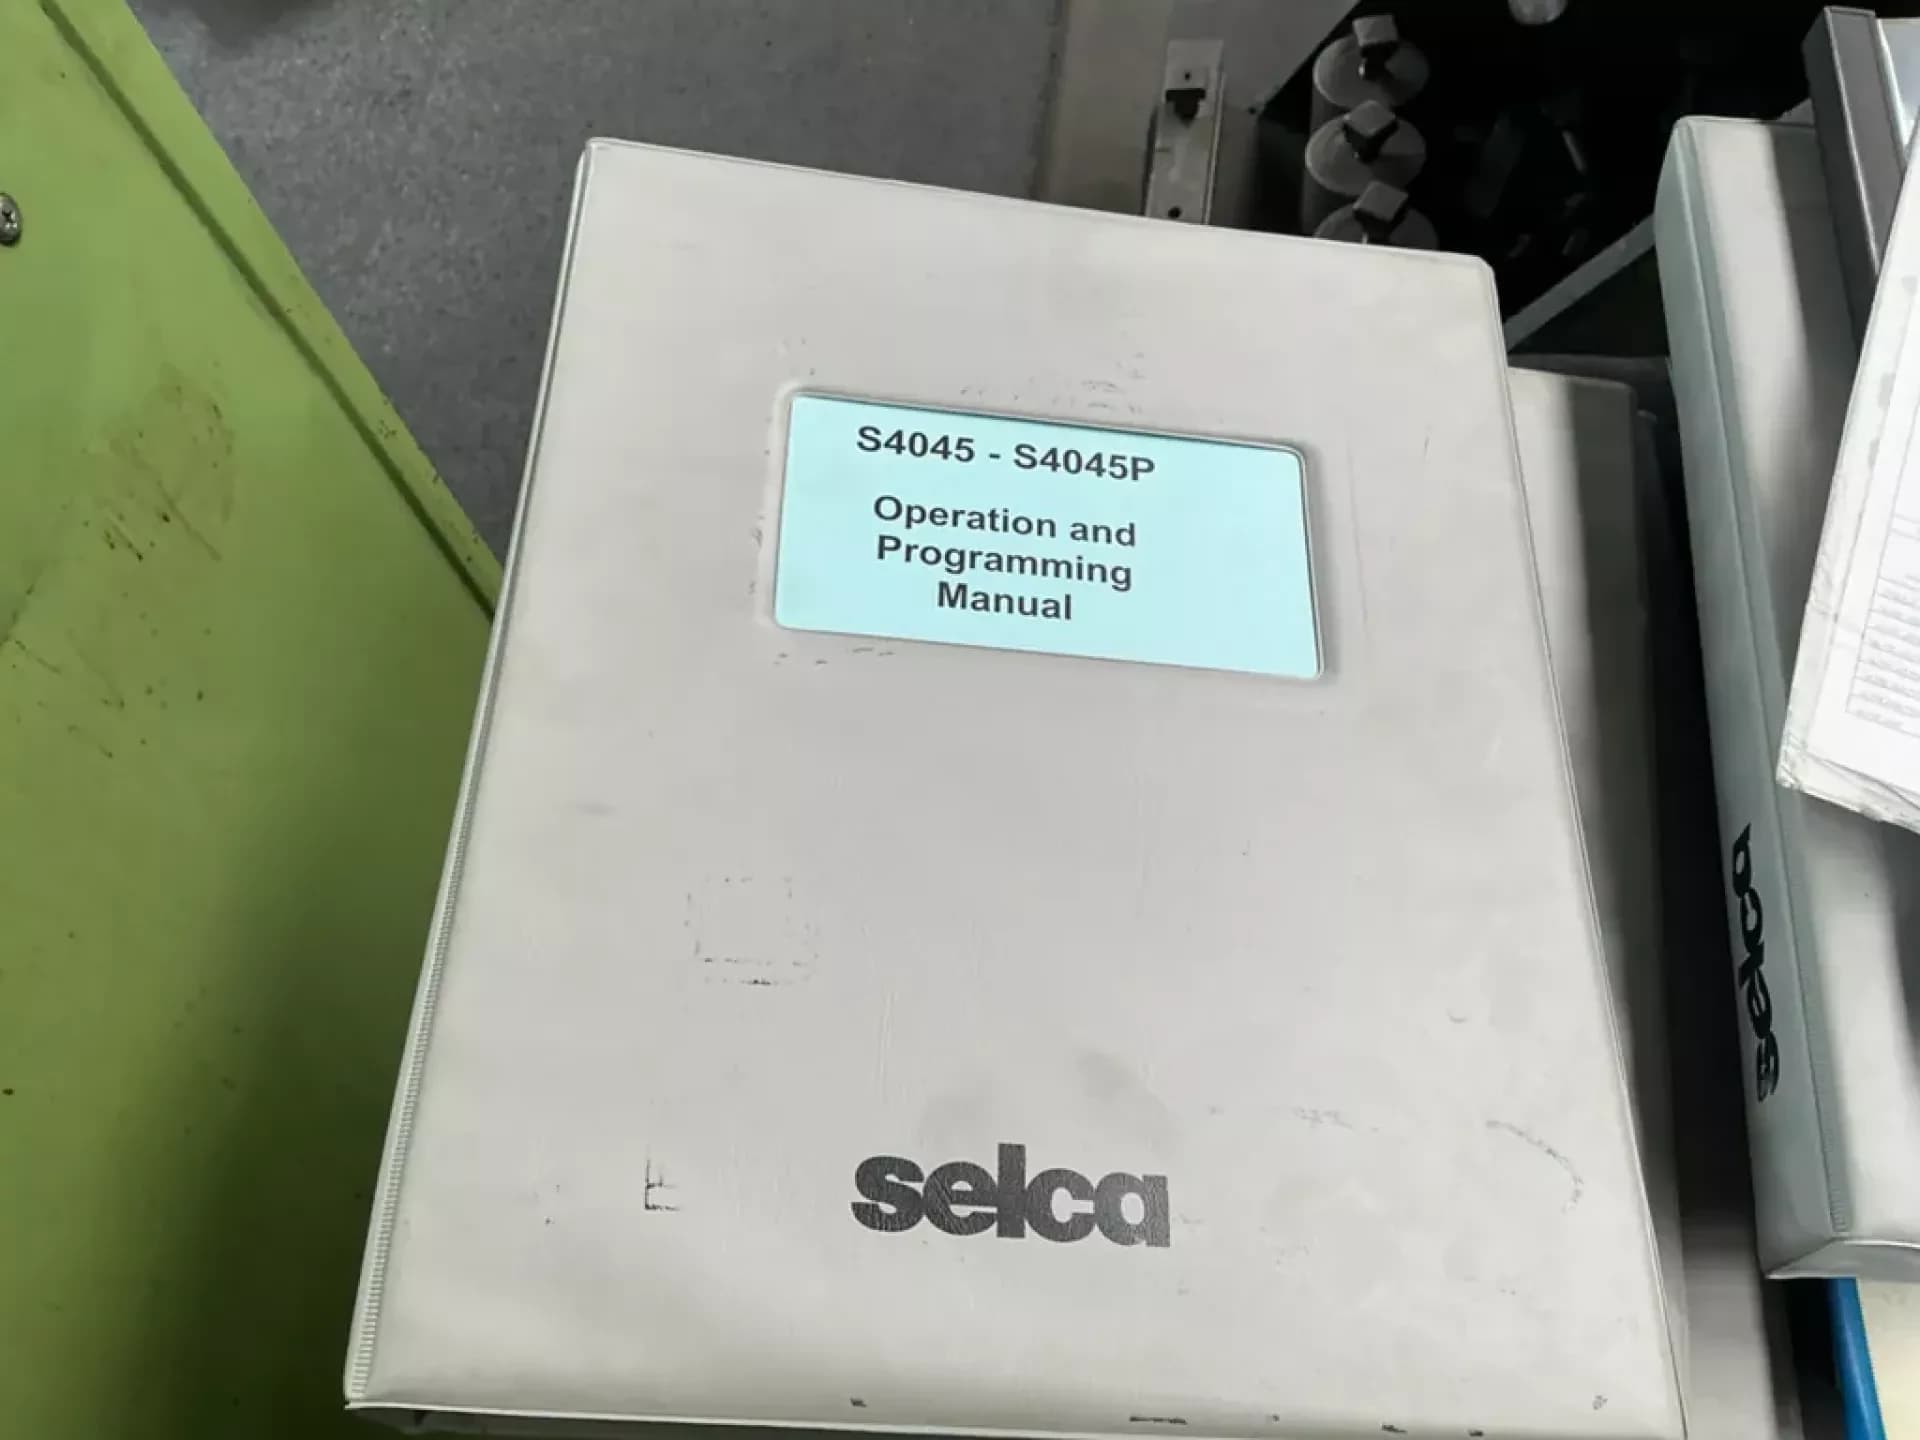 S4045 - S4045P
Operation and
Programming
Manual
selca
selca